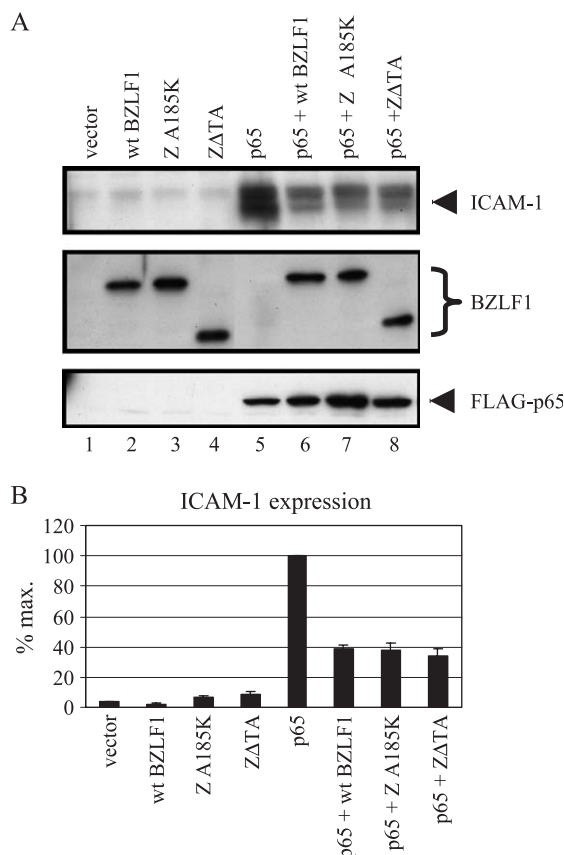 A
vector
wt BZLF1
Z A185K
ZΔTA
p65
p65 + wt BZLF1
p65 + Z A185K
p65 +ZΔTA
ICAM-1
BZLF1
FLAG-p65
1 2 3 4 5 6 7 8
B
ICAM-1 expression
% max.
120
100
80
60
40
20
0
vector
wt BZLF1
Z A185K
ZΔTA
p65
p65 + wt BZLF1
p65 + Z A185K
p65 + ZΔTA